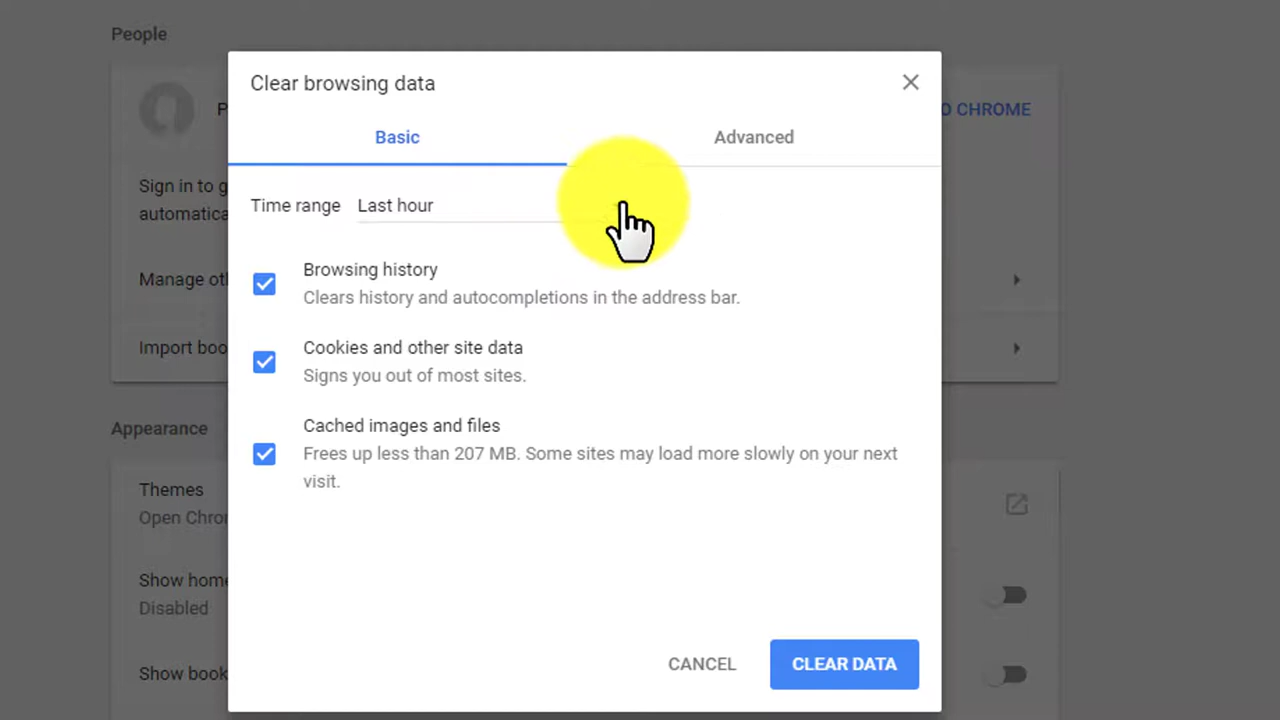 People
Clear browsing data
Basic
Advanced
O CHROME
Sign in to g
automatica
Time range
Last hour
Browsing history
Clears history and autocompletions in the address bar.
Manage oth
Cookies and other site data
Signs you out of most sites.
Import boo
Cached images and files
Frees up less than 207 MB. Some sites may load more slowly on your next
visit.
Appearance
Themes
Open Chro
Show home
Disabled
Show book
CANCEL
CLEAR DATA